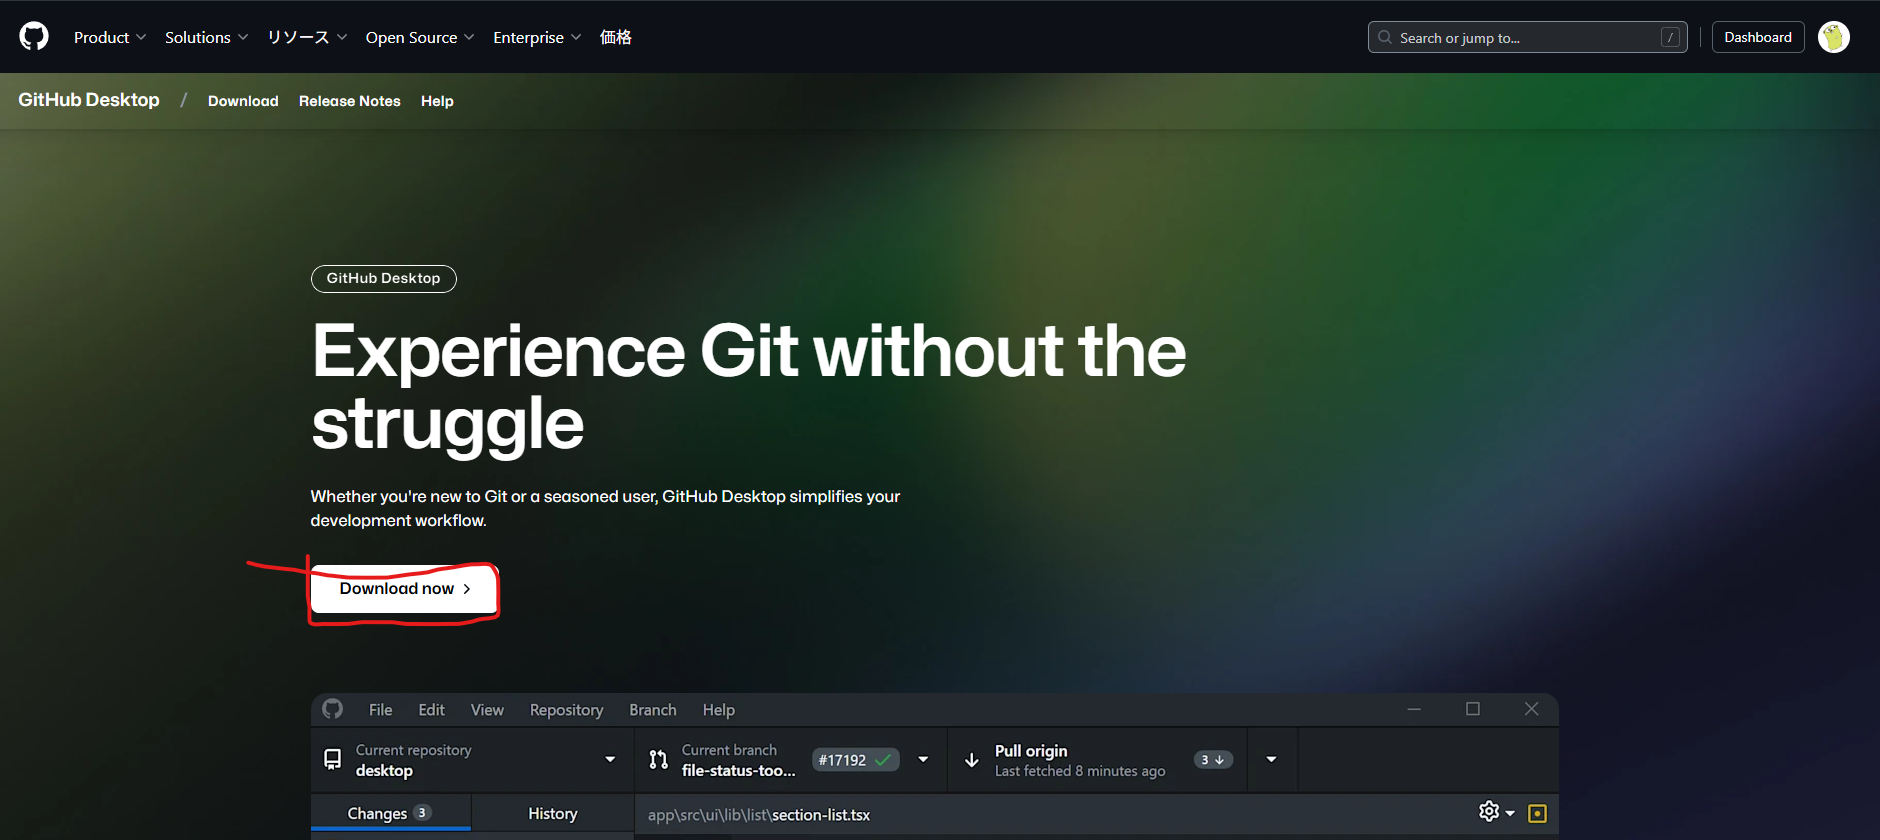 Product Solutions リソース Open Source Enterprise 価格 Search or jump to... / Dashboard
GitHub Desktop / Download Release Notes Help
GitHub Desktop
Experience Git without the
struggle
Whether you're new to Git or a seasoned user, GitHub Desktop simplifies your
development workflow.
Download now
File Edit View Repository Branch Help
Current repository
desktop
Current branch
file-status-too...
#17192
Pull origin
Last fetched 8 minutes ago
3
Changes 3 History app\src\ui\lib\list\section-list.tsx